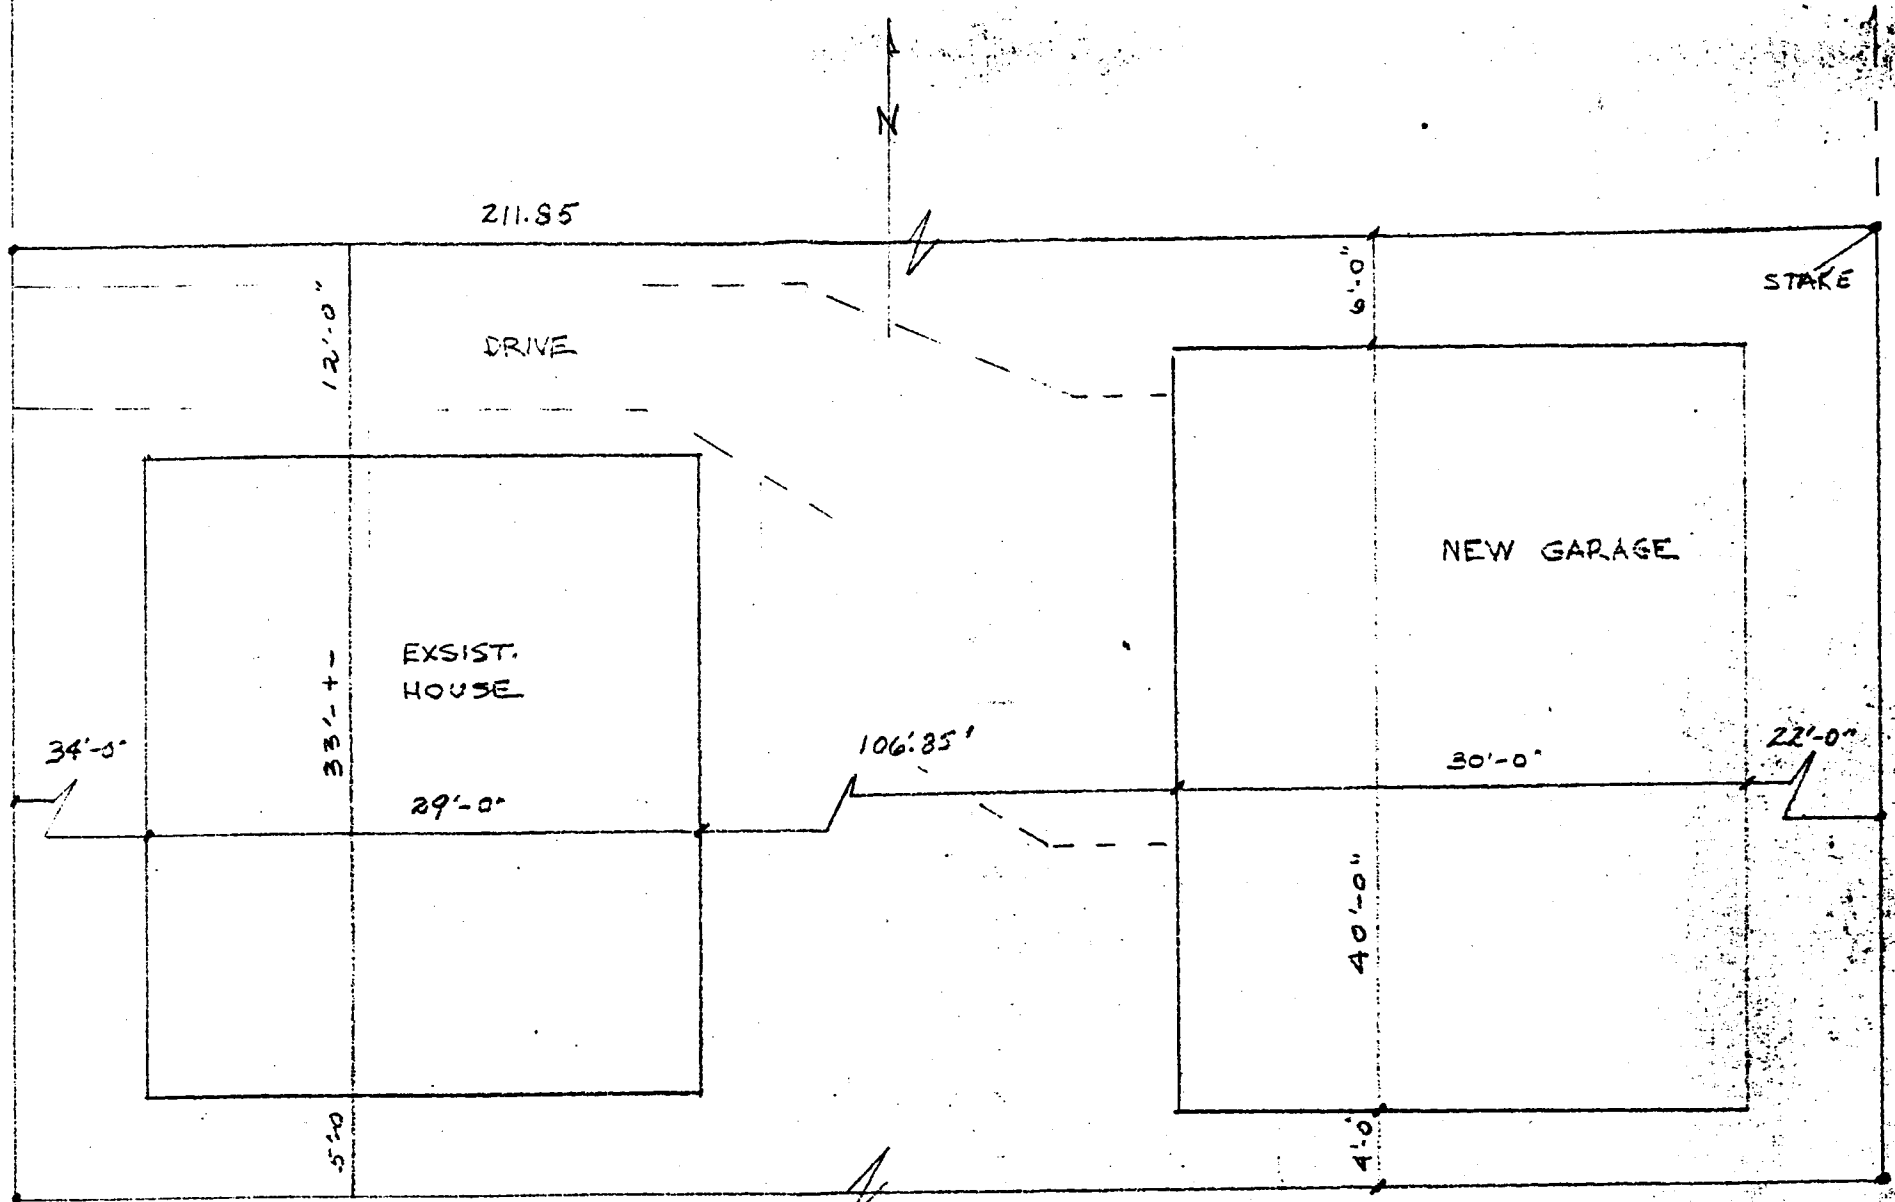 N
211.85
STAKE
12'-0"
6'-0"
DRIVE
NEW GARAGE
EXSIST.
HOUSE
33'-+-
34'-0"
106.85'
30'-0"
22'-0"
29'-0"
40'-0"
5'-0
4'-0'